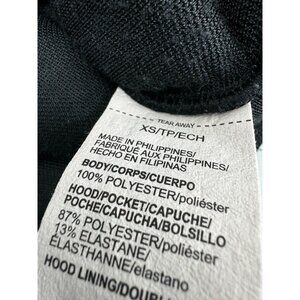 TEAR AWAY
XS/TP/ECH
MADE IN PHILIPPINES/
FABRIQUÉ AUX PHILIPPINES/
HECHO EN FILIPINAS
BODY/CORPS/CUERPO
100% POLYESTER/poliéster
HOOD/POCKET/CAPUCHE/
POCHE/CAPUCHA/BOLSILLO
87% POLYESTER/poliéster
13% ELASTANE/
ÉLASTHANNE/elastano
HOOD LINING/DOUBL